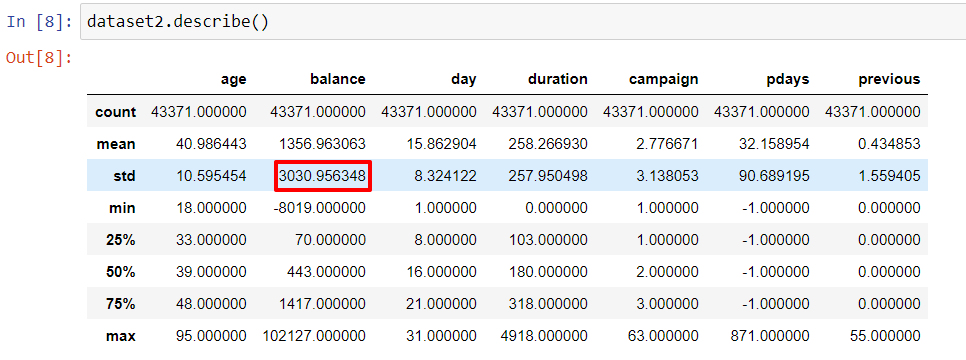 In [8]: dataset2.describe()
Out[8]:
age balance day duration campaign pdays previous
count 43371.000000 43371.000000 43371.000000 43371.000000 43371.000000 43371.000000 43371.000000
mean 40.986443 1356.963063 15.862904 258.266930 2.776671 32.158954 0.434853
std 10.595454 3030.956348 8.324122 257.950498 3.138053 90.689195 1.559405
min 18.000000 -8019.000000 1.000000 0.000000 1.000000 -1.000000 0.000000
25% 33.000000 70.000000 8.000000 103.000000 1.000000 -1.000000 0.000000
50% 39.000000 443.000000 16.000000 180.000000 2.000000 -1.000000 0.000000
75% 48.000000 1417.000000 21.000000 318.000000 3.000000 -1.000000 0.000000
max 95.000000 102127.000000 31.000000 4918.000000 63.000000 871.000000 55.000000